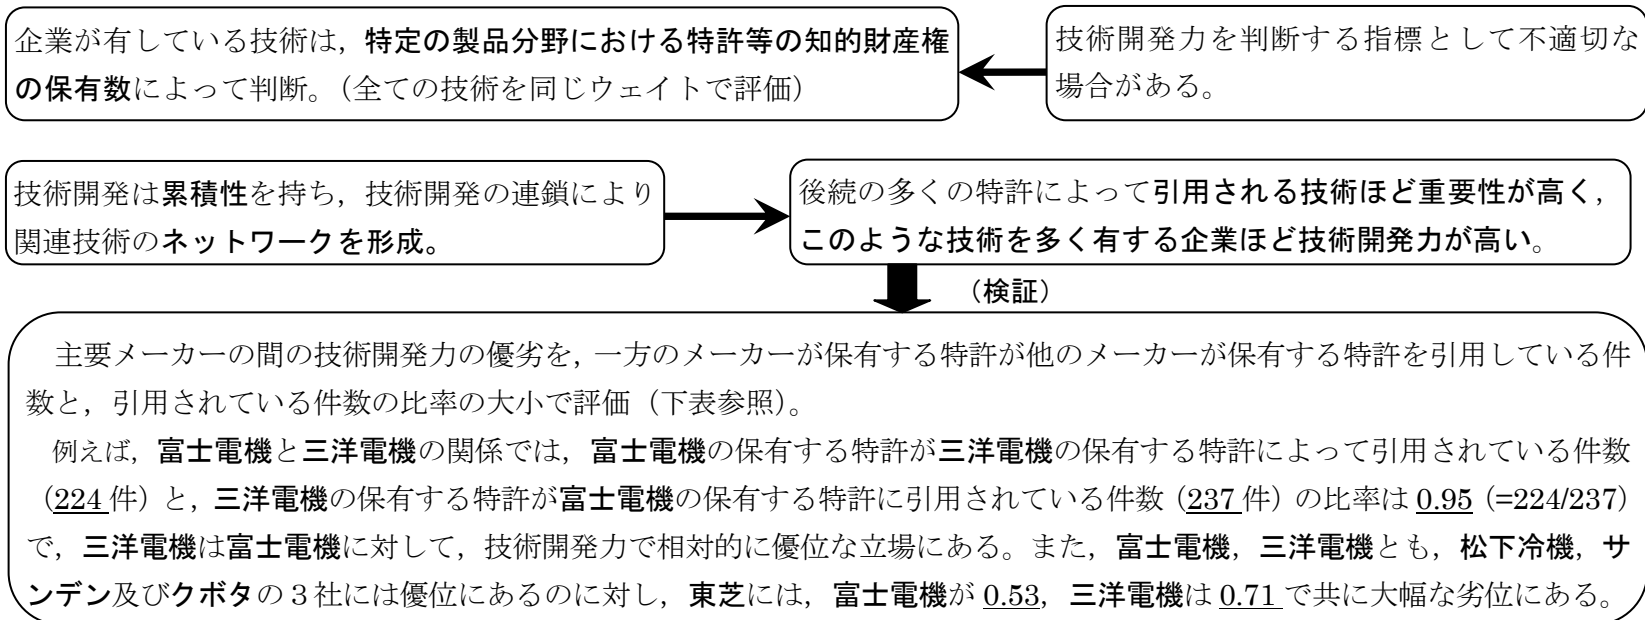 企業が有している技術は，特定の製品分野における特許等の知的財産権
の保有数によって判断。（全ての技術を同じウェイトで評価）
技術開発力を判断する指標として不適切な
場合がある。
技術開発は累積性を持ち，技術開発の連鎖により
関連技術のネットワークを形成。
後続の多くの特許によって引用される技術ほど重要性が高く，
このような技術を多く有する企業ほど技術開発力が高い。
（検証）
主要メーカーの間の技術開発力の優劣を，一方のメーカーが保有する特許が他のメーカーが保有する特許を引用している件
数と，引用されている件数の比率の大小で評価（下表参照）。
例えば，富士電機と三洋電機の関係では，富士電機の保有する特許が三洋電機の保有する特許によって引用されている件数
（224 件）と，三洋電機の保有する特許が富士電機の保有する特許に引用されている件数（237 件）の比率は 0.95（=224/237）
で，三洋電機は富士電機に対して，技術開発力で相対的に優位な立場にある。また，富士電機，三洋電機とも，松下冷機，サ
ンデン及びクボタの３社には優位にあるのに対し，東芝には，富士電機が 0.53，三洋電機は 0.71 で共に大幅な劣位にある。